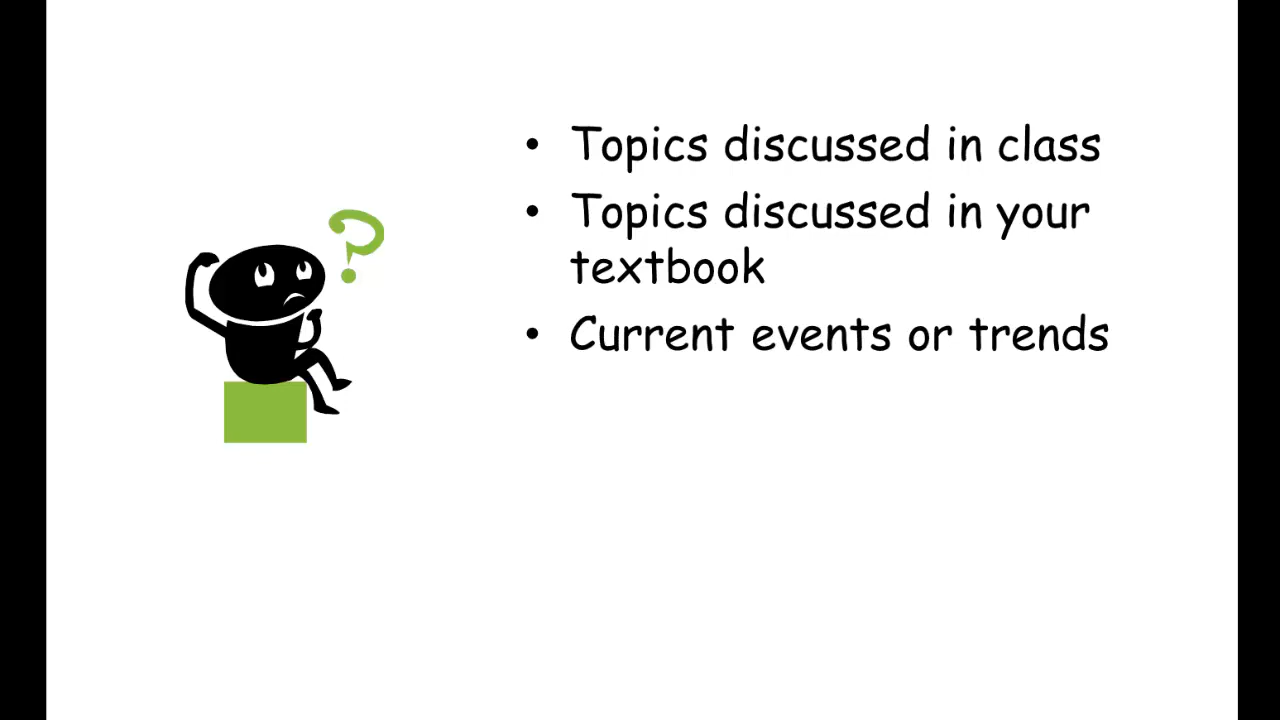 • Topics discussed in class
• Topics discussed in your
textbook
• Current events or trends